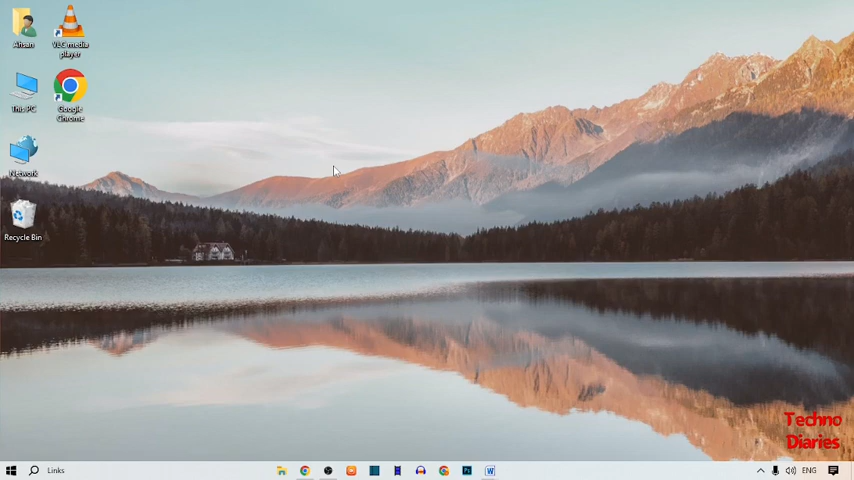 Ahsan
VLC media
player
This PC
Google
Chrome
Network
Recycle Bin
Techno
Diaries
Links
ENG